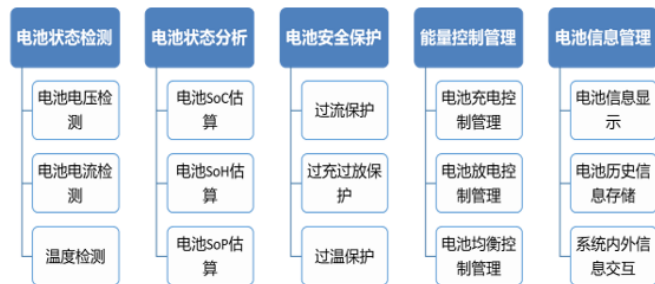 电池状态检测
电池电压检
测
电池电流检
测
温度检测
电池状态分析
电池SoC估
算
电池SoH估
算
电池SoP估
算
电池安全保护
过流保护
过充过放保
护
过温保护
能量控制管理
电池充电控
制管理
电池放电控
制管理
电池均衡控
制管理
电池信息管理
电池信息显
示
电池历史信
息存储
系统内外信
息交互